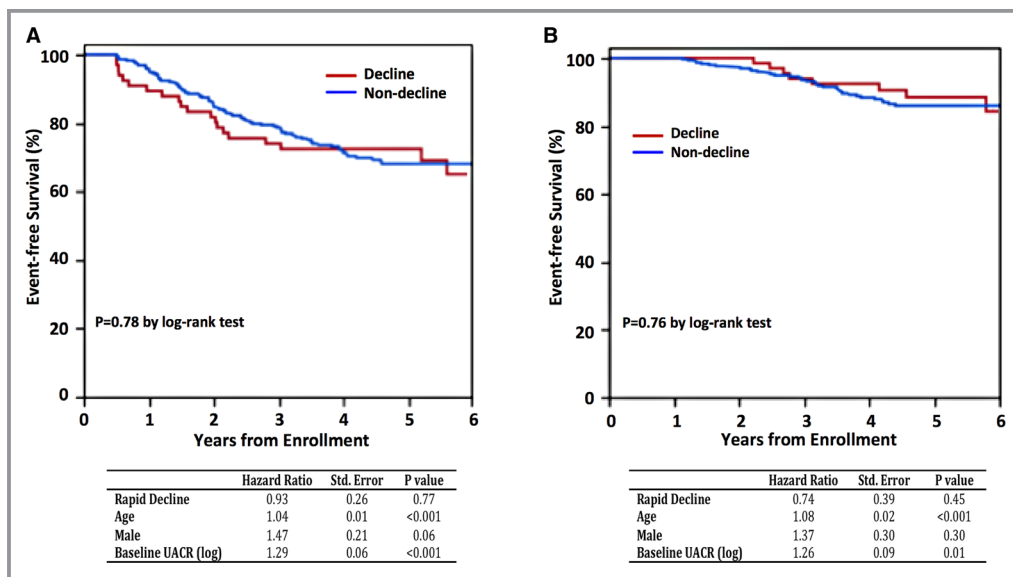 A
Event-free Survival (%)
100
80
60
40
20
0
Decline
Non-decline
P=0.78 by log-rank test
0 1 2 3 4 5 6
Years from Enrollment
Hazard Ratio Std. Error P value
Rapid Decline 0.93 0.26 0.77
Age 1.04 0.01 <0.001
Male 1.47 0.21 0.06
Baseline UACR (log) 1.29 0.06 <0.001
B
Event-free Survival (%)
100
80
60
40
20
0
Decline
Non-decline
P=0.76 by log-rank test
0 1 2 3 4 5 6
Years from Enrollment
Hazard Ratio Std. Error P value
Rapid Decline 0.74 0.39 0.45
Age 1.08 0.02 <0.001
Male 1.37 0.30 0.30
Baseline UACR (log) 1.26 0.09 0.01